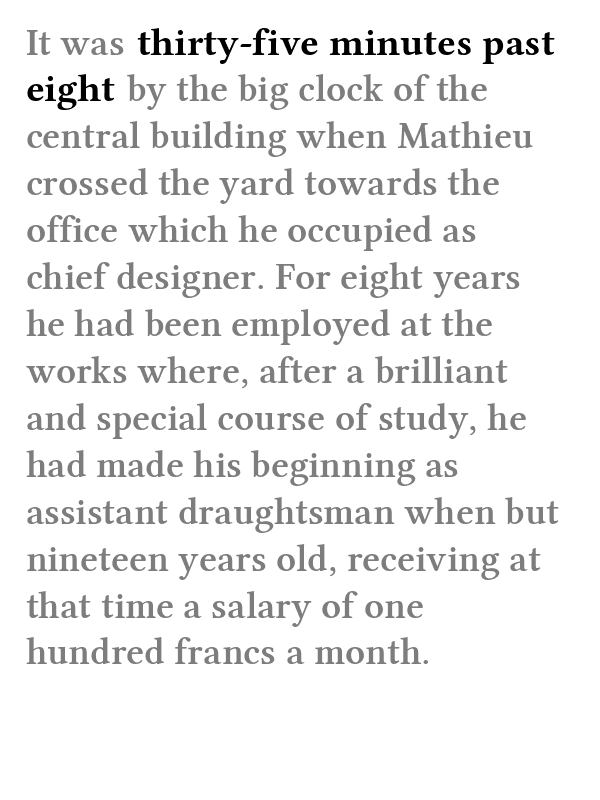 It was thirty-five minutes past
eight by the big clock of the
central building when Mathieu
crossed the yard towards the
office which he occupied as
chief designer. For eight years
he had been employed at the
works where, after a brilliant
and special course of study, he
had made his beginning as
assistant draughtsman when but
nineteen years old, receiving at
that time a salary of one
hundred francs a month.